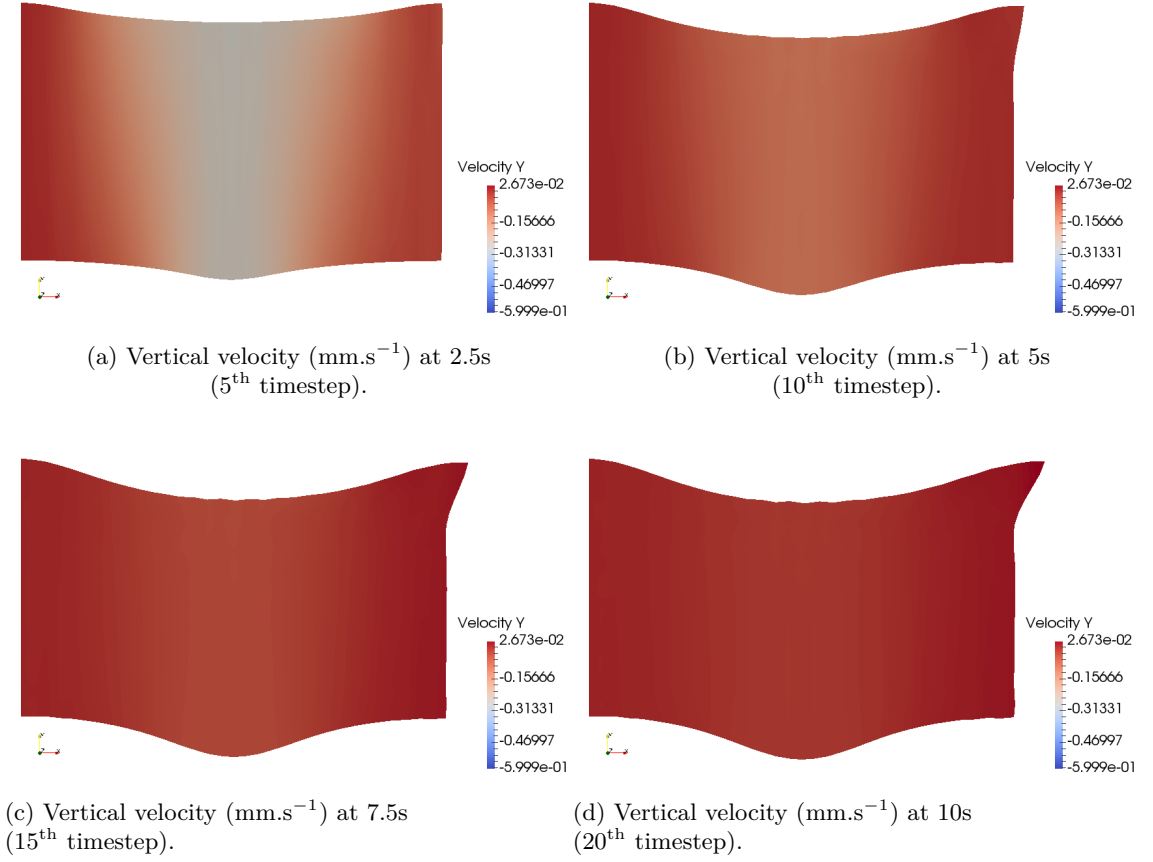 Velocity Y
2.673e-02
-0.15666
-0.31331
-0.46997
-5.999e-01
(a) Vertical velocity (mm.s⁻¹) at 2.5s
(5ᵗʰ timestep).
Velocity Y
2.673e-02
-0.15666
-0.31331
-0.46997
-5.999e-01
(b) Vertical velocity (mm.s⁻¹) at 5s
(10ᵗʰ timestep).
Velocity Y
2.673e-02
-0.15666
-0.31331
-0.46997
-5.999e-01
(c) Vertical velocity (mm.s⁻¹) at 7.5s
(15ᵗʰ timestep).
Velocity Y
2.673e-02
-0.15666
-0.31331
-0.46997
-5.999e-01
(d) Vertical velocity (mm.s⁻¹) at 10s
(20ᵗʰ timestep).